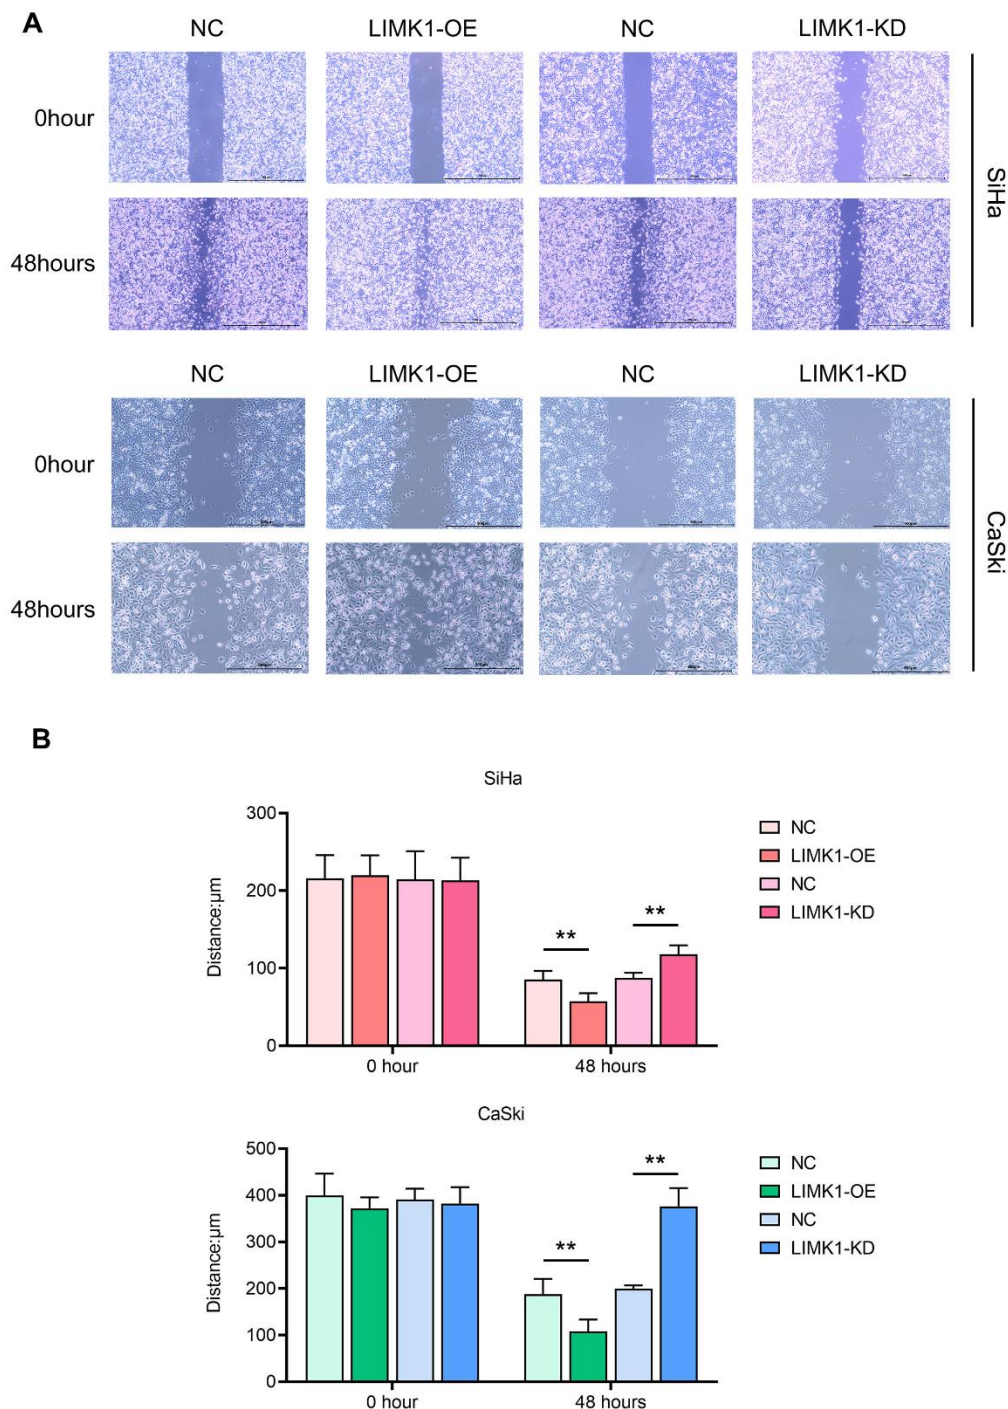 A
NC LIMK1-OE NC LIMK1-KD
0hour
48hours
SiHa
NC LIMK1-OE NC LIMK1-KD
0hour
48hours
CaSki
B
SiHa
300
200
100
0
Distance:μm
0 hour 48 hours
NC
LIMK1-OE
NC
LIMK1-KD
**
**
CaSki
500
400
300
200
100
0
Distance:μm
0 hour 48 hours
NC
LIMK1-OE
NC
LIMK1-KD
**
**